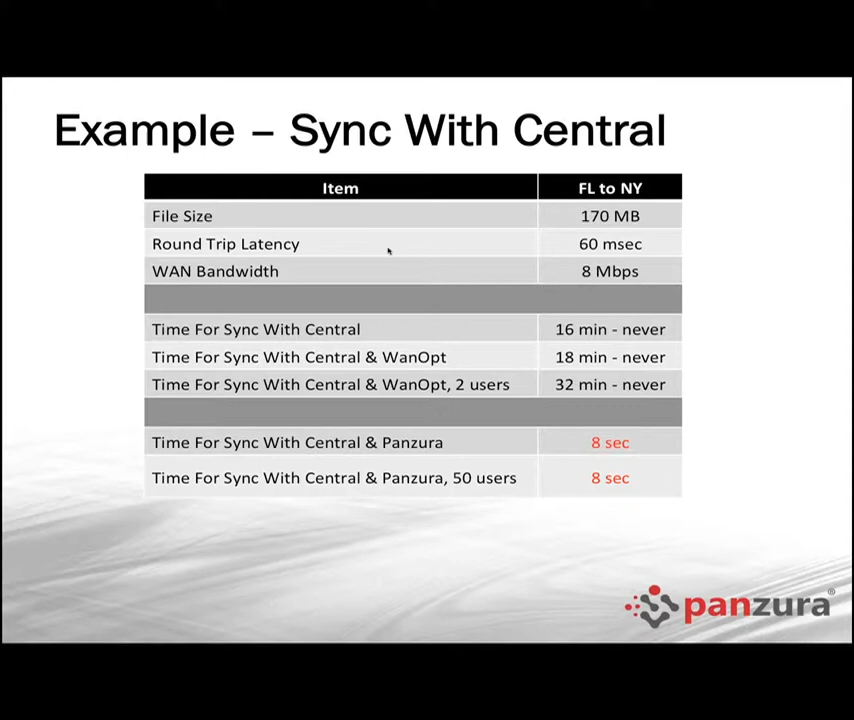 Example – Sync With Central
Item FL to NY
File Size 170 MB
Round Trip Latency 60 msec
WAN Bandwidth 8 Mbps
Time For Sync With Central 16 min - never
Time For Sync With Central & WanOpt 18 min - never
Time For Sync With Central & WanOpt, 2 users 32 min - never
Time For Sync With Central & Panzura 8 sec
Time For Sync With Central & Panzura, 50 users 8 sec
panzura®